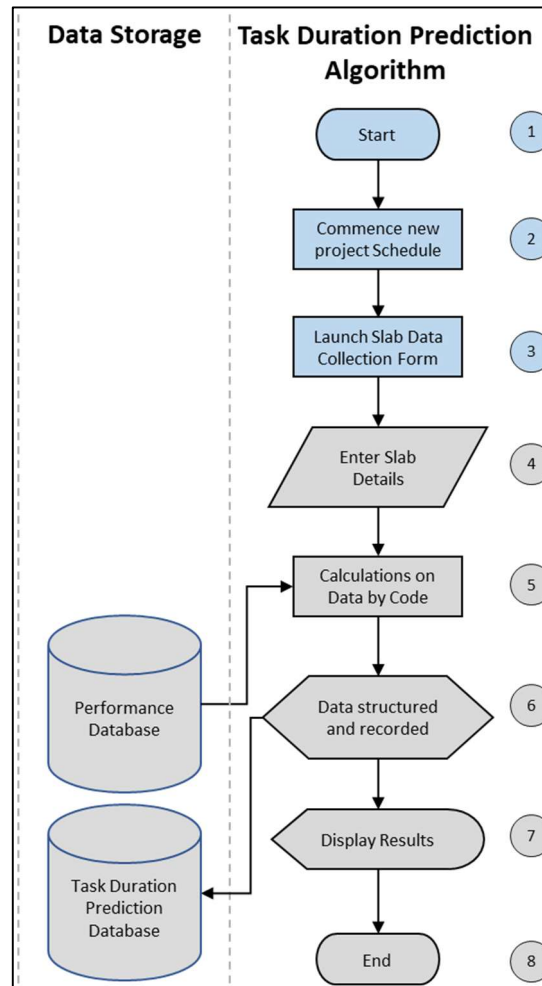 Data Storage
Task Duration Prediction
Algorithm
Start
1
Commence new
project Schedule
2
Launch Slab Data
Collection Form
3
Enter Slab
Details
4
Calculations on
Data by Code
5
Performance
Database
Data structured
and recorded
6
Display Results
7
Task Duration
Prediction
Database
End
8